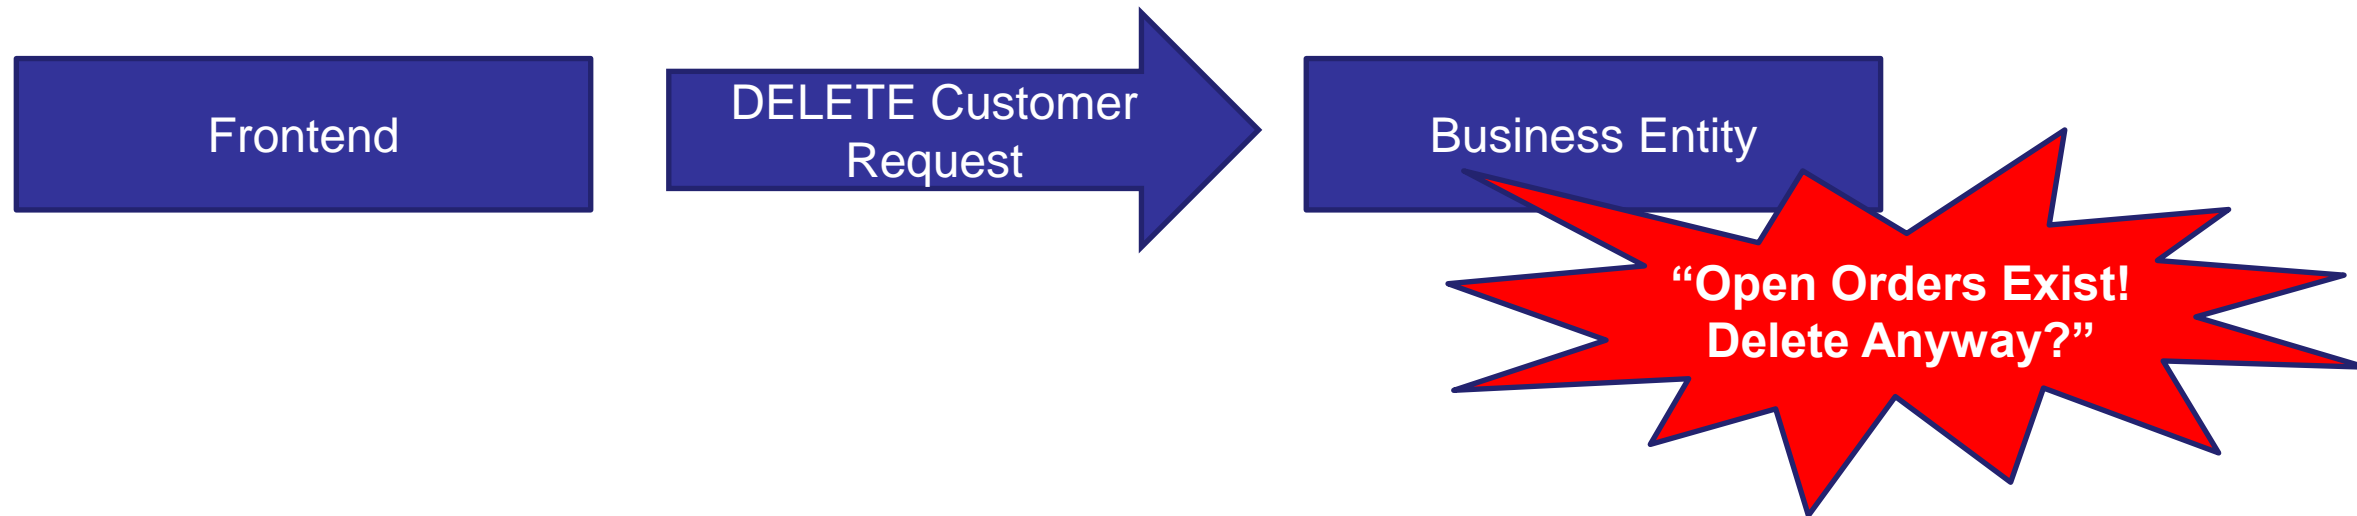 Frontend
DELETE Customer
Request
Business Entity
“Open Orders Exist!
Delete Anyway?”